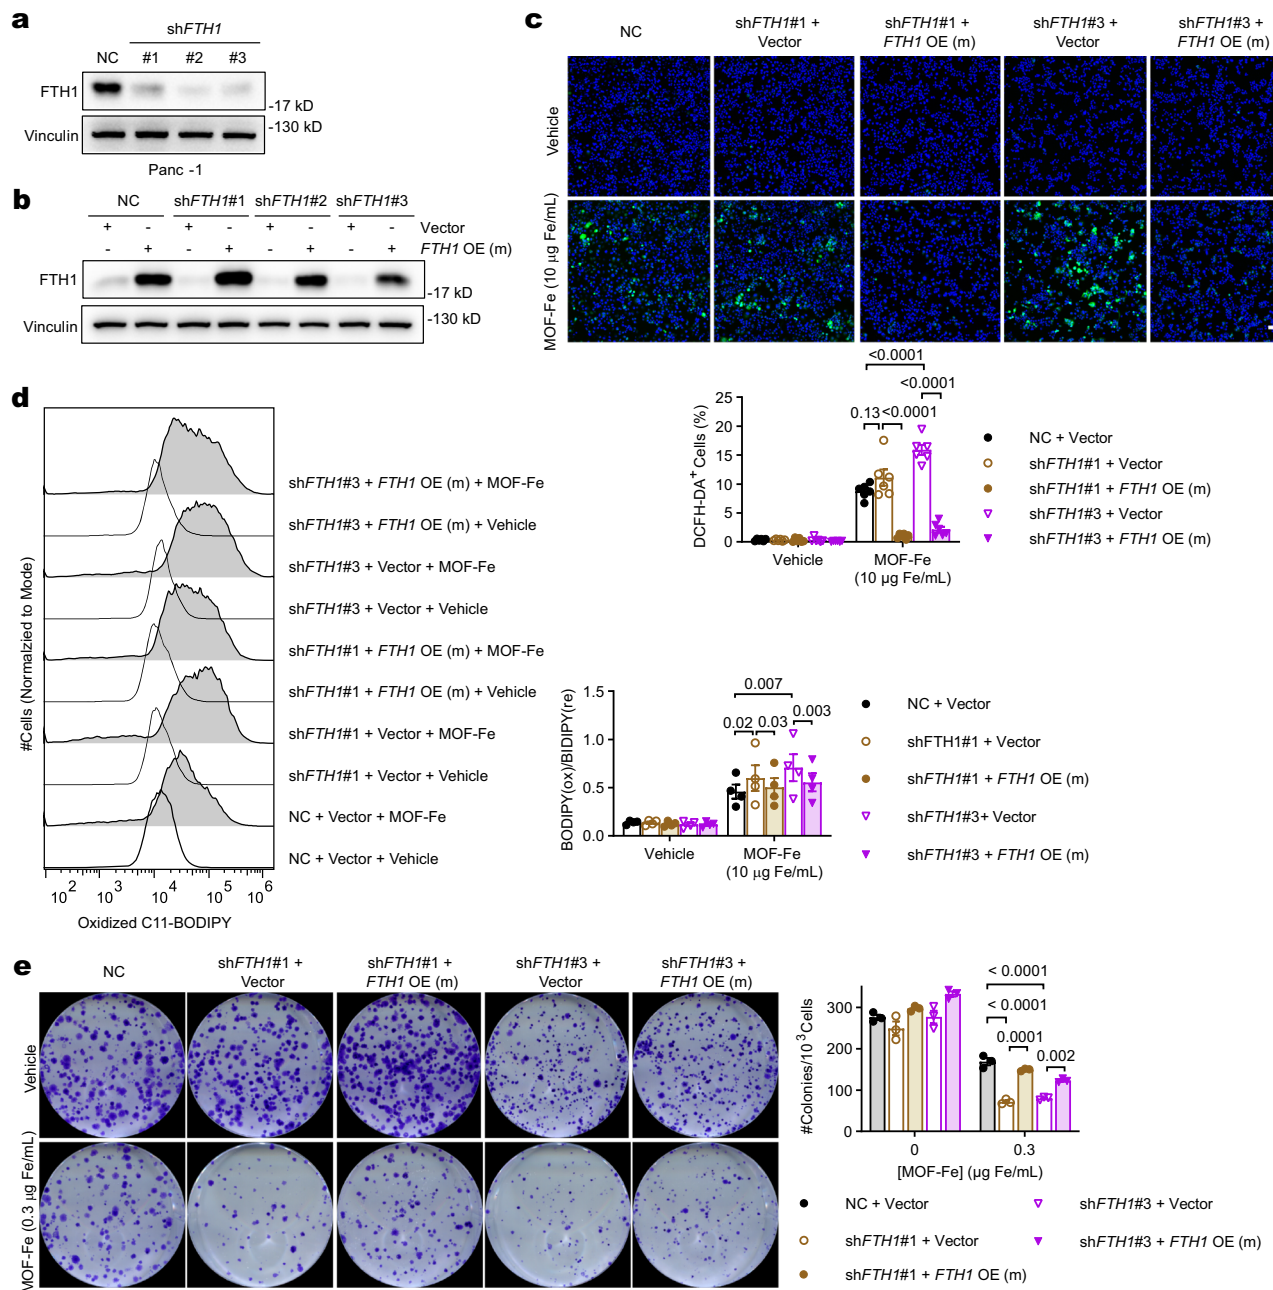 a
shFTH1
NC #1 #2 #3
FTH1
-17 kD
-130 kD
Vinculin
Panc -1
b
NC shFTH1#1 shFTH1#2 shFTH1#3
+ - + - + - + - Vector
- + - + - + - + FTH1 OE (m)
FTH1
-17 kD
-130 kD
Vinculin
c
NC
shFTH1#1 +
Vector
shFTH1#1 +
FTH1 OE (m)
shFTH1#3 +
Vector
shFTH1#3 +
FTH1 OE (m)
Vehicle
MOF-Fe (10 µg Fe/mL)
<0.0001
<0.0001
0.13
<0.0001
DCFH-DA+ Cells (%)
25
20
15
10
5
0
Vehicle
MOF-Fe
(10 µg Fe/mL)
NC + Vector
shFTH1#1 + Vector
shFTH1#1 + FTH1 OE (m)
shFTH1#3 + Vector
shFTH1#3 + FTH1 OE (m)
d
#Cells (Normalzied to Mode)
shFTH1#3 + FTH1 OE (m) + MOF-Fe
shFTH1#3 + FTH1 OE (m) + Vehicle
shFTH1#3 + Vector + MOF-Fe
shFTH1#3 + Vector + Vehicle
shFTH1#1 + FTH1 OE (m) + MOF-Fe
shFTH1#1 + FTH1 OE (m) + Vehicle
shFTH1#1 + Vector + MOF-Fe
shFTH1#1 + Vector + Vehicle
NC + Vector + MOF-Fe
NC + Vector + Vehicle
10^2 10^3 10^4 10^5 10^6
Oxidized C11-BODIPY
BODIPY(ox)/BIDIPY(re)
1.5
1.0
0.5
0.0
0.007
0.003
0.02
0.03
Vehicle
MOF-Fe
(10 µg Fe/mL)
NC + Vector
shFTH1#1 + Vector
shFTH1#1 + FTH1 OE (m)
shFTH1#3+ Vector
shFTH1#3 + FTH1 OE (m)
e
NC
shFTH1#1 +
Vector
shFTH1#1 +
FTH1 OE (m)
shFTH1#3 +
Vector
shFTH1#3 +
FTH1 OE (m)
Vehicle
MOF-Fe (0.3 µg Fe/mL)
#Colonies/10^3 Cells
300
200
100
0
< 0.0001
< 0.0001
0.0001
0.002
0
0.3
[MOF-Fe] (µg Fe/mL)
NC + Vector
shFTH1#1 + Vector
shFTH1#1 + FTH1 OE (m)
shFTH1#3 + Vector
shFTH1#3 + FTH1 OE (m)